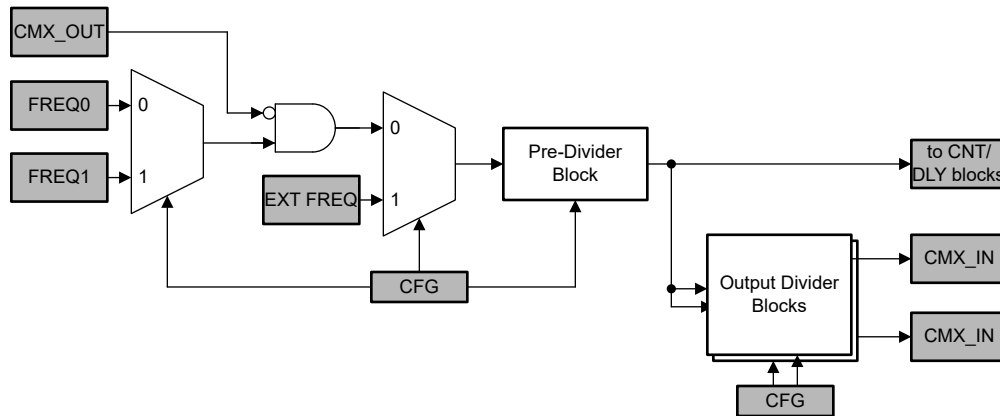 CMX_OUT
FREQ0
FREQ1
0
1
0
1
EXT FREQ
CFG
Pre-Divider
Block
to CNT/
DLY blocks
Output Divider
Blocks
CMX_IN
CMX_IN
CFG